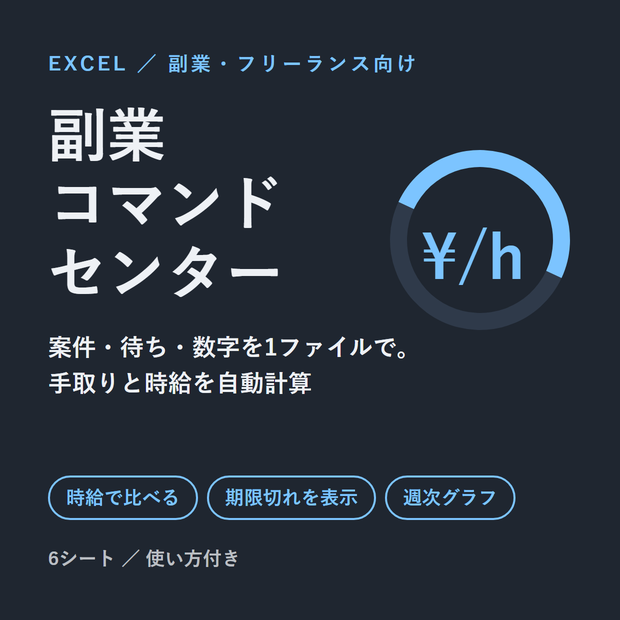 EXCEL ／ 副業・フリーランス向け
副業
コマンド
センター
¥/h
案件・待ち・数字を1ファイルで。
手取りと時給を自動計算
時給で比べる
期限切れを表示
週次グラフ
6シート ／ 使い方付き